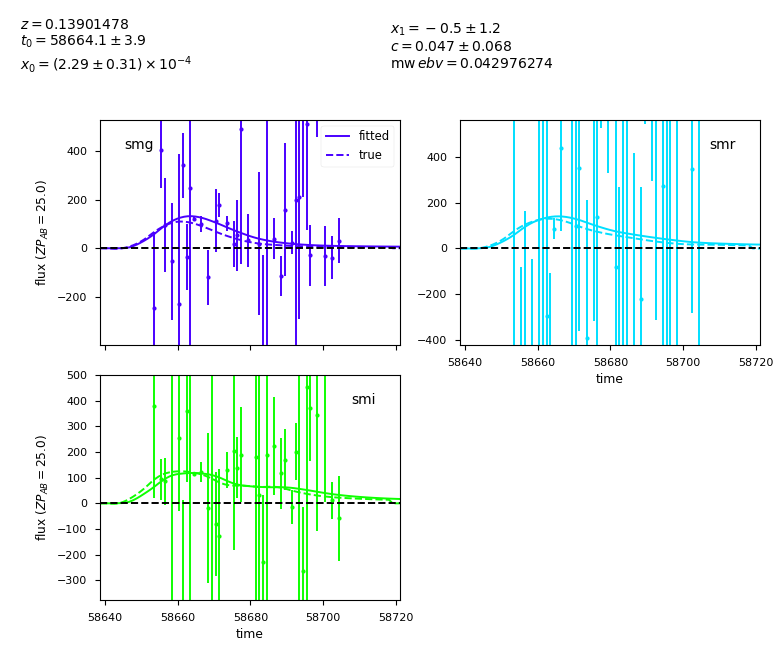 z = 0.13901478
t₀ = 58664.1 ± 3.9
x₀ = (2.29 ± 0.31) × 10⁻⁴
x₁ = −0.5 ± 1.2
c = 0.047 ± 0.068
mw ebv = 0.042976274
smg
fitted
true
400
200
0
−200
flux (ZP_AB = 25.0)
smr
400
200
0
−200
−400
58640 58660 58680 58700 58720
time
smi
500
400
300
200
100
0
−100
−200
−300
flux (ZP_AB = 25.0)
58640 58660 58680 58700 58720
time